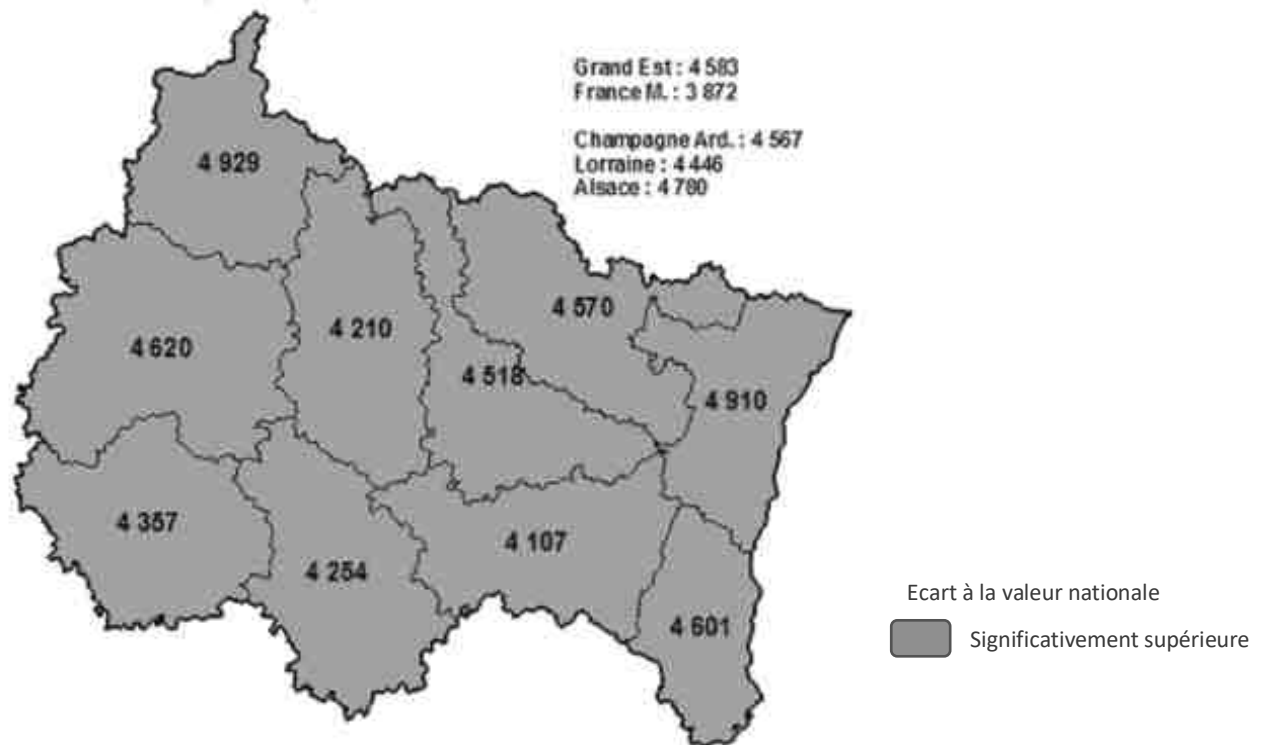 Grand Est : 4 583
France M. : 3 872
Champagne Ard. : 4 567
Lorraine : 4 446
Alsace : 4 780
4 929
4 620
4 210
4 570
4 518
4 910
4 357
4 254
4 107
4 601
Ecart à la valeur nationale
Significativement supérieure